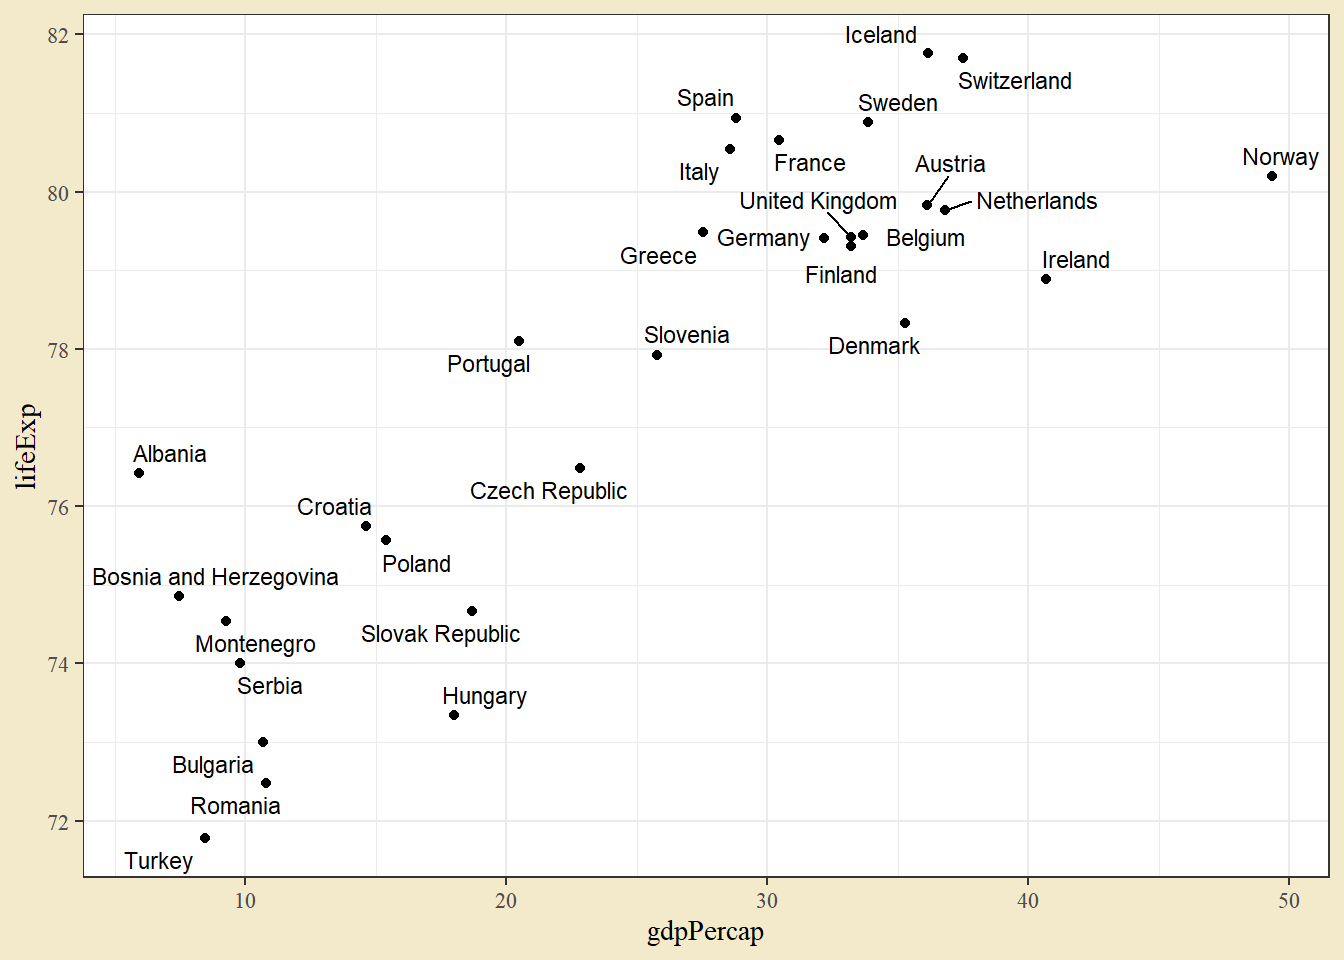 82
Iceland
Switzerland
Spain
Sweden
Norway
Italy
France
Austria
80
United Kingdom
Netherlands
Germany
Belgium
Greece
Ireland
Finland
Slovenia
Denmark
78
Portugal
Albania
Czech Republic
76
Croatia
Poland
Bosnia and Herzegovina
Slovak Republic
Montenegro
74
Serbia
Hungary
Bulgaria
Romania
72
Turkey
lifeExp
10 20 30 40 50
gdpPercap